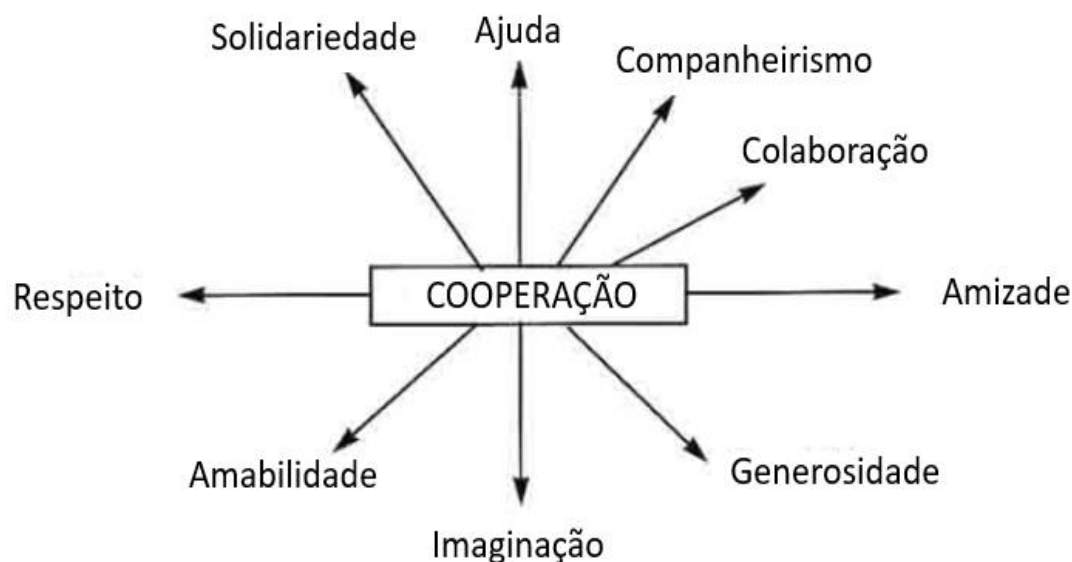 Solidariedade
Ajuda
Companheirismo
Colaboração
Respeito
COOPERAÇÃO
Amizade
Amabilidade
Generosidade
Imaginação